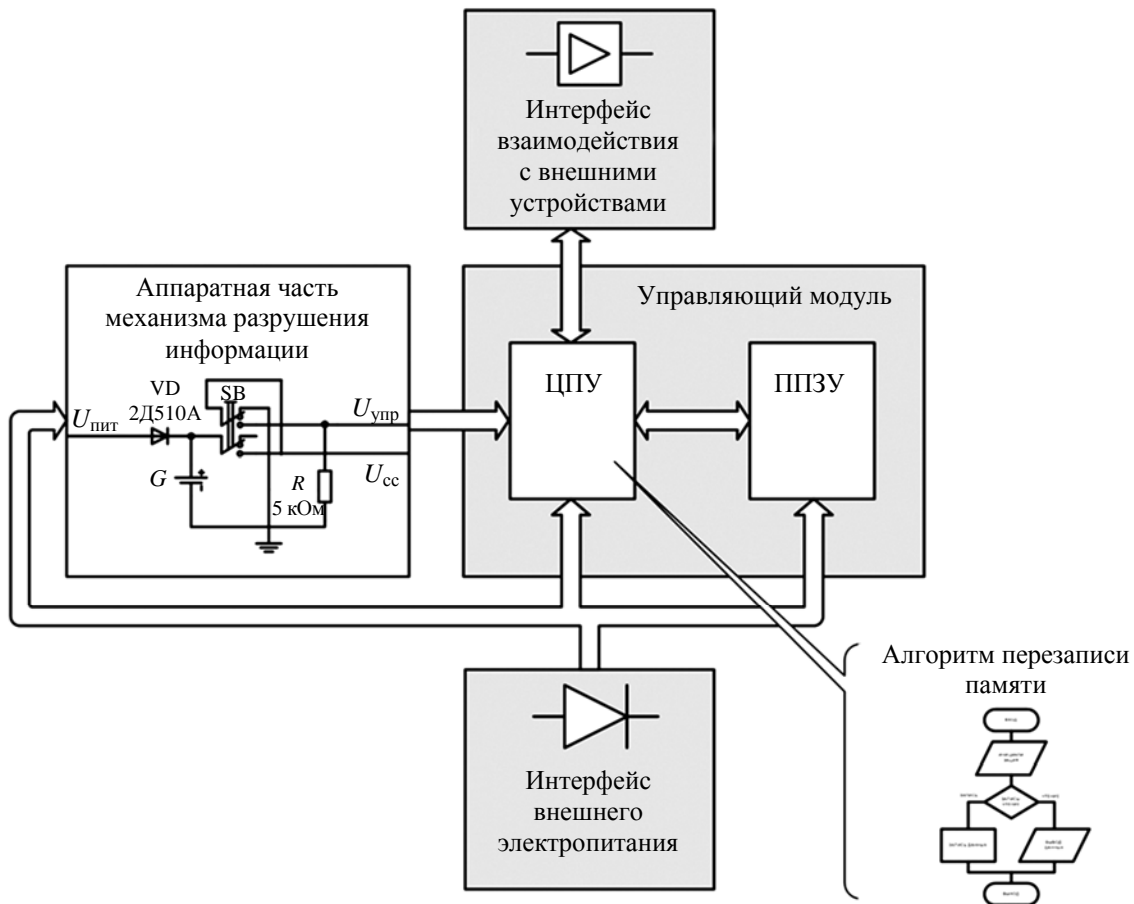 Интерфейс
взаимодействия
с внешними
устройствами
Аппаратная часть
механизма разрушения
информации
VD
2Д510А
SB
Uпит
Uупр
Uсс
G
R
5 кОм
Управляющий модуль
ЦПУ
ППЗУ
Интерфейс
внешнего
электропитания
Алгоритм перезаписи
памяти